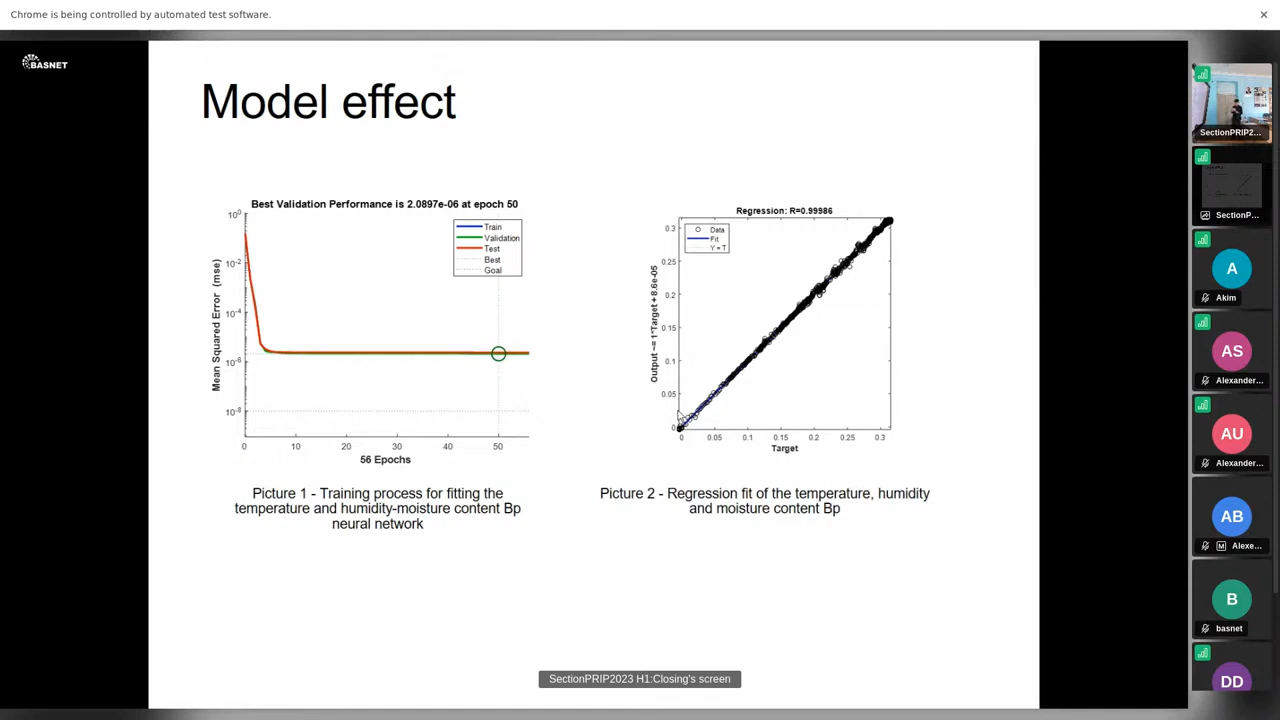 Chrome is being controlled by automated test software.
BASNET
Model effect
Best Validation Performance is 2.0897e-06 at epoch 50
10^0
10^-2
10^-4
10^-6
10^-8
Mean Squared Error (mse)
Train
Validation
Test
Best
Goal
0 10 20 30 40 50
56 Epochs
Picture 1 - Training process for fitting the
temperature and humidity-moisture content Bp
neural network
Regression: R=0.99986
Output ~= 1*Target + 8.6e-05
Data
Fit
Y = T
0.3
0.25
0.2
0.15
0.1
0.05
0
0 0.05 0.1 0.15 0.2 0.25 0.3
Target
Picture 2 - Regression fit of the temperature, humidity
and moisture content Bp
SectionPRIP2023 H1:Closing's screen
SectionPRIP2...
SectionP...
A
Akim
AS
Alexander...
AU
Alexander...
AB
M Alexe...
B
basnet
DD